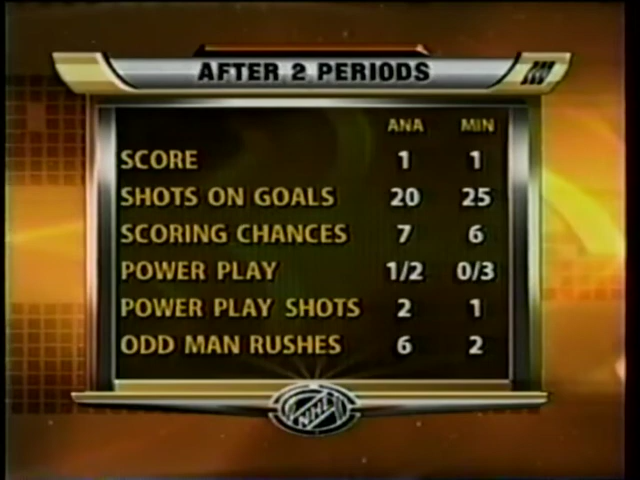 AFTER 2 PERIODS
ANA MIN
SCORE 1 1
SHOTS ON GOALS 20 25
SCORING CHANCES 7 6
POWER PLAY 1/2 0/3
POWER PLAY SHOTS 2 1
ODD MAN RUSHES 6 2
NHL